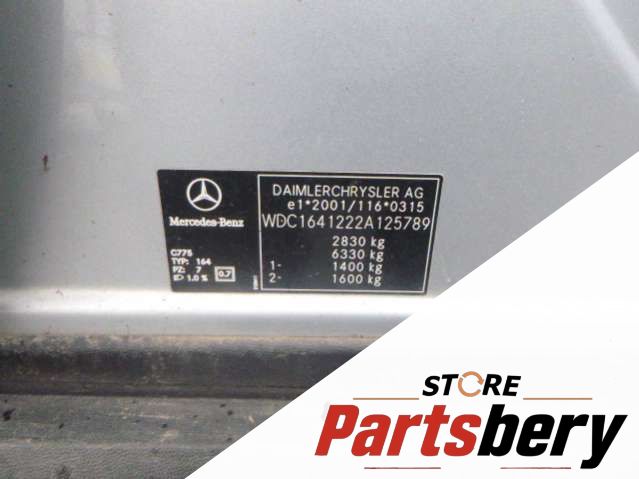 Mercedes-Benz
C775
TYP: 164
PZ: 7
1.0 % 0.7
DAIMLERCHRYSLER AG
e1*2001/116*0315
WDC1641222A125789
2830 kg
6330 kg
1- 1400 kg
2- 1600 kg
STORE
Partsbery